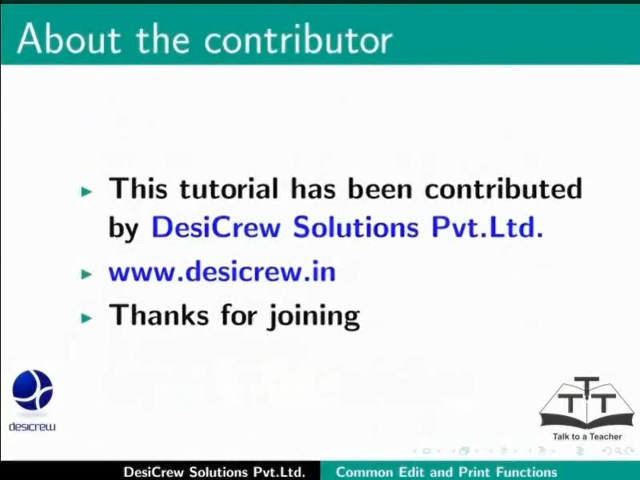 About the contributor
This tutorial has been contributed
by DesiCrew Solutions Pvt.Ltd.
www.desicrew.in
Thanks for joining
desicrew
TTT
Talk to a Teacher
DesiCrew Solutions Pvt.Ltd. Common Edit and Print Functions